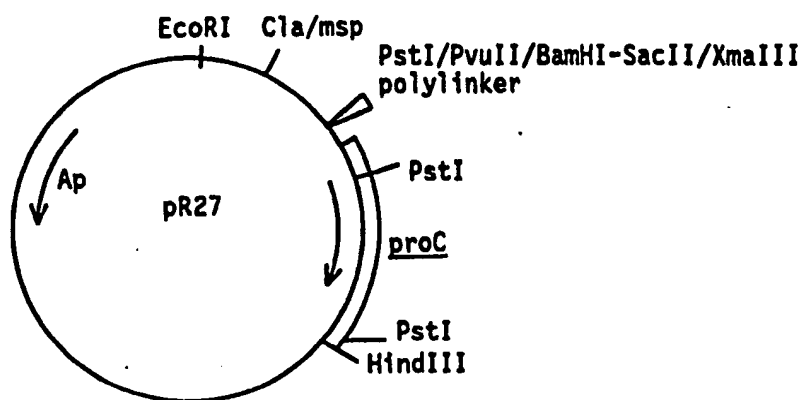 EcoRI
Cla/msp
PstI/PvuII/BamHI-SacII/XmaIII
polylinker
PstI
Ap
pR27
proC
PstI
HindIII